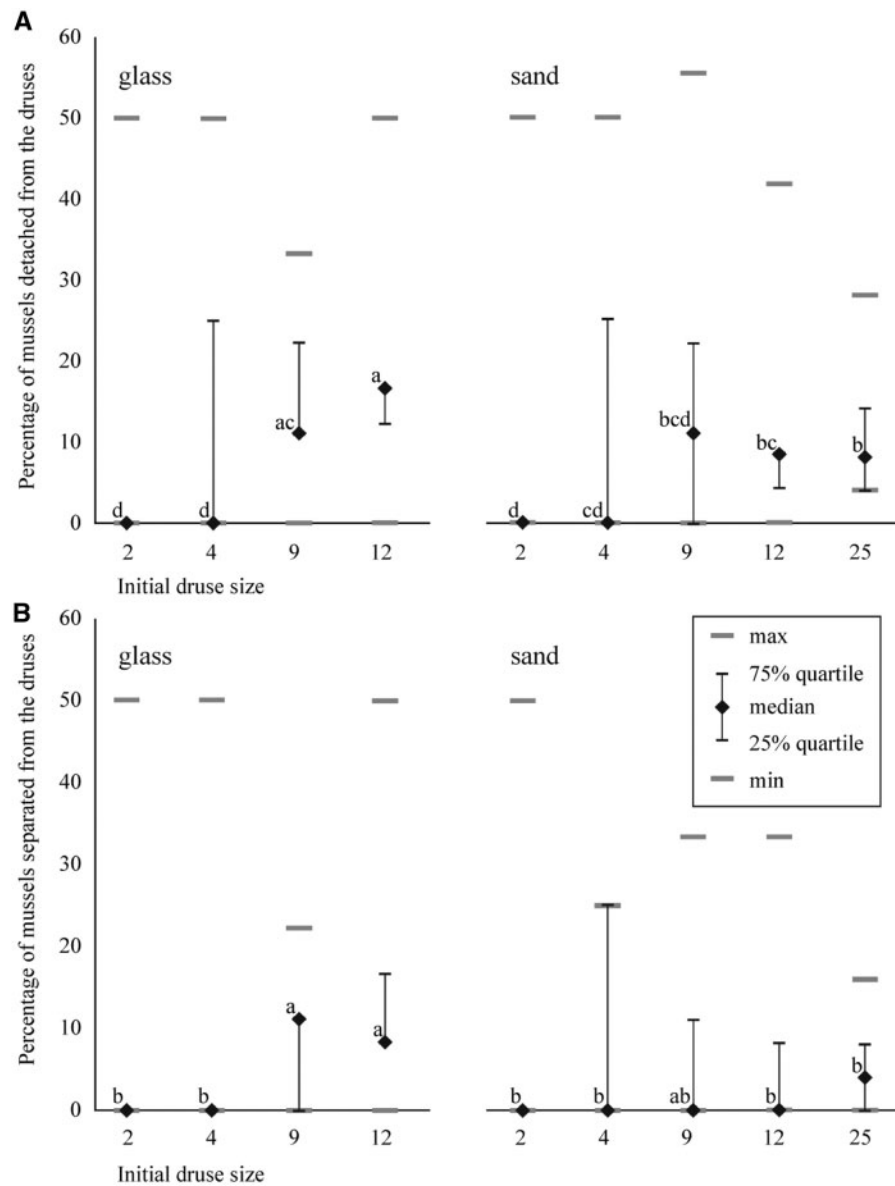 A
Percentage of mussels detached from the druses
60
50
40
30
20
10
0
glass
sand
d
d
ac
a
d
cd
bcd
bc
b
2 4 9 12 2 4 9 12 25
Initial druse size
B
Percentage of mussels separated from the druses
60
50
40
30
20
10
0
glass
sand
max
75% quartile
median
25% quartile
min
b
b
a
a
b
b
ab
b
b
2 4 9 12 2 4 9 12 25
Initial druse size